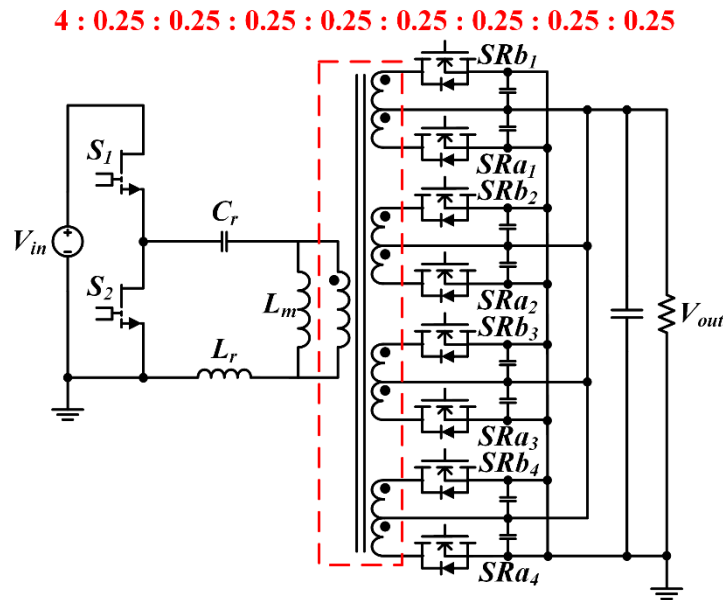 4 : 0.25 : 0.25 : 0.25 : 0.25 : 0.25 : 0.25 : 0.25 : 0.25
SRb1
S1
SRa1
SRb2
Cr
Vin
S2
Lm
SRa2
SRb3
Vout
Lr
SRa3
SRb4
SRa4